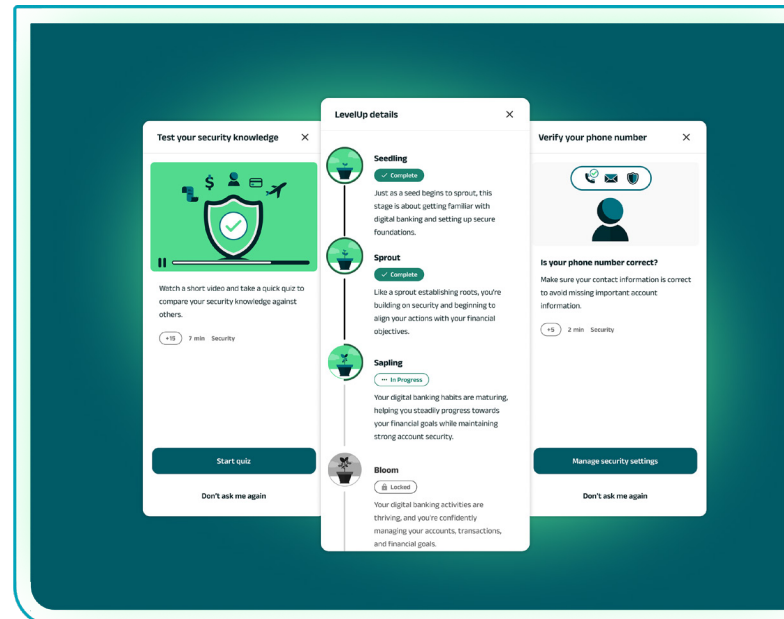 Test your security knowledge
Watch a short video and take a quick quiz to
compare your security knowledge against
others.
+15 7 min Security
Start quiz
Don't ask me again
LevelUp details
Seedling
Complete
Just as a seed begins to sprout, this
stage is about getting familiar with
digital banking and setting up secure
foundations.
Sprout
Complete
Like a sprout establishing roots, you're
building on security and beginning to
align your actions with your financial
objectives.
Sapling
In Progress
Your digital banking habits are maturing,
helping you steadily progress towards
your financial goals while maintaining
strong account security.
Bloom
Locked
Your digital banking activities are
thriving, and you're confidently
managing your accounts, transactions,
and financial goals.
Verify your phone number
Is your phone number correct?
Make sure your contact information is correct
to avoid missing important account
information.
+5 2 min Security
Manage security settings
Don't ask me again